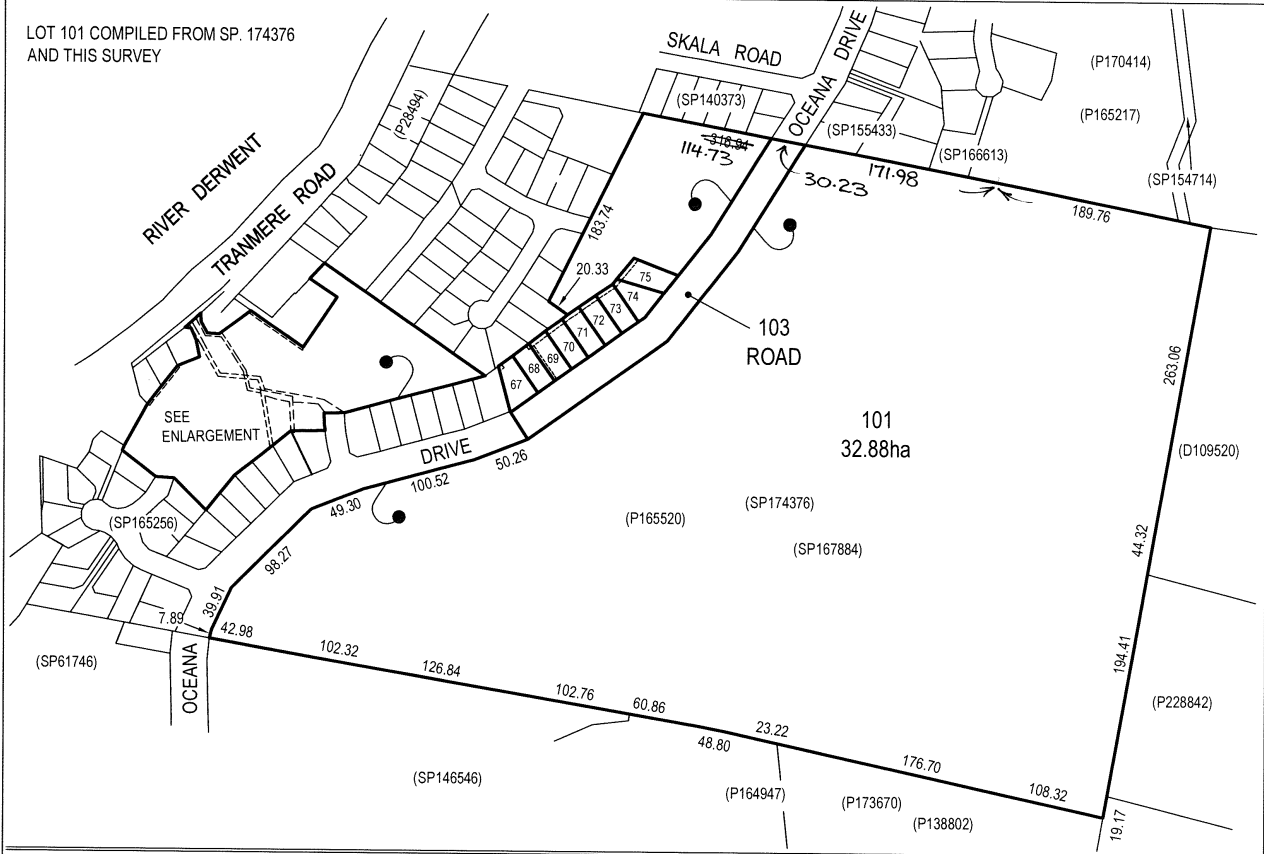 LOT 101 COMPILED FROM SP. 174376
AND THIS SURVEY
SKALA ROAD
OCEANA DRIVE
(P170414)
(SP140373)
(P165217)
(P28494)
(SP155433)
318.94
114.73
(SP166613)
RIVER DERWENT
30.23
171.98
(SP154714)
TRANMERE ROAD
189.76
183.74
20.33
75
74
73
72
71
70
69
68
67
103
ROAD
263.06
SEE
ENLARGEMENT
101
32.88ha
(D109520)
DRIVE
50.26
100.52
49.30
(P165520)
(SP174376)
(SP167884)
(SP165256)
98.27
44.32
39.91
7.89
42.98
(SP61746)
OCEANA
102.32
126.84
102.76
60.86
194.41
(P228842)
23.22
48.80
176.70
(SP146546)
(P164947)
(P173670)
108.32
(P138802)
19.17